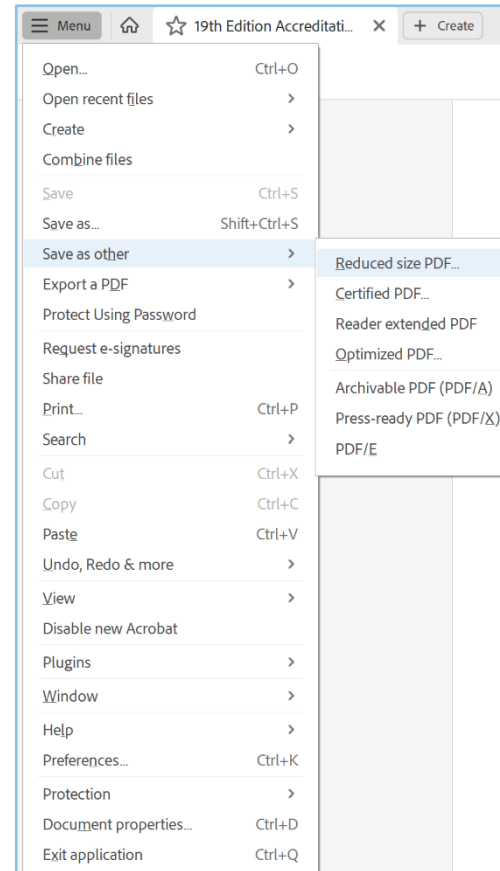 Menu 19th Edition Accreditati... Create
Open... Ctrl+O
Open recent files
Create
Combine files
Save Ctrl+S
Save as... Shift+Ctrl+S
Save as other
Export a PDF
Protect Using Password
Request e-signatures
Share file
Print... Ctrl+P
Search
Cut Ctrl+X
Copy Ctrl+C
Paste Ctrl+V
Undo, Redo & more
View
Disable new Acrobat
Plugins
Window
Help
Preferences... Ctrl+K
Protection
Document properties... Ctrl+D
Exit application Ctrl+Q
Reduced size PDF...
Certified PDF...
Reader extended PDF
Optimized PDF...
Archivable PDF (PDF/A)
Press-ready PDF (PDF/X)
PDF/E